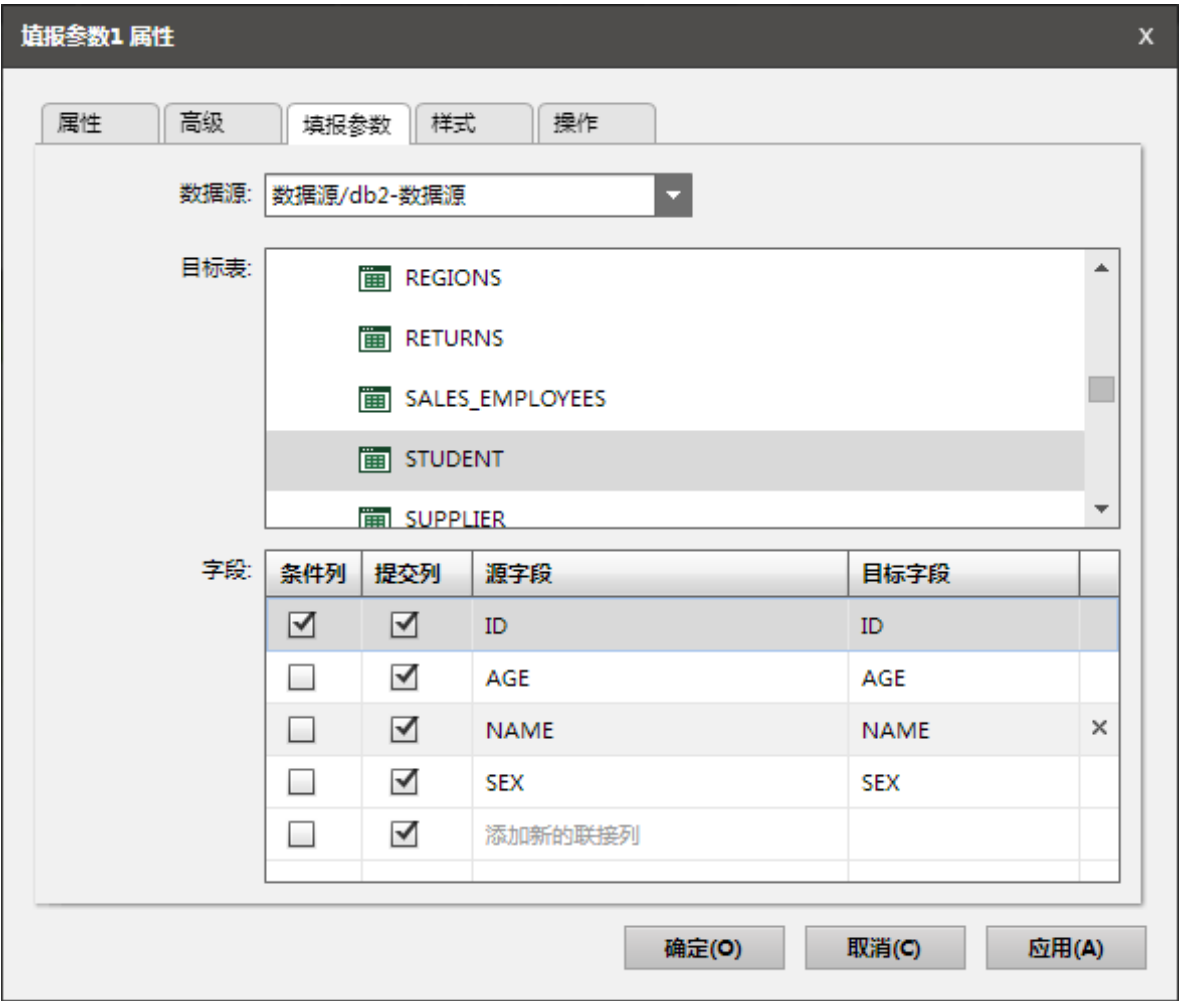 填报参数1 属性 X
属性 高级 填报参数 样式 操作
数据源: 数据源/db2-数据源
目标表: REGIONS
RETURNS
SALES_EMPLOYEES
STUDENT
SUPPLIER
字段: 条件列 提交列 源字段 目标字段
ID ID
AGE AGE
NAME NAME ×
SEX SEX
添加新的联接列
确定(O) 取消(C) 应用(A)